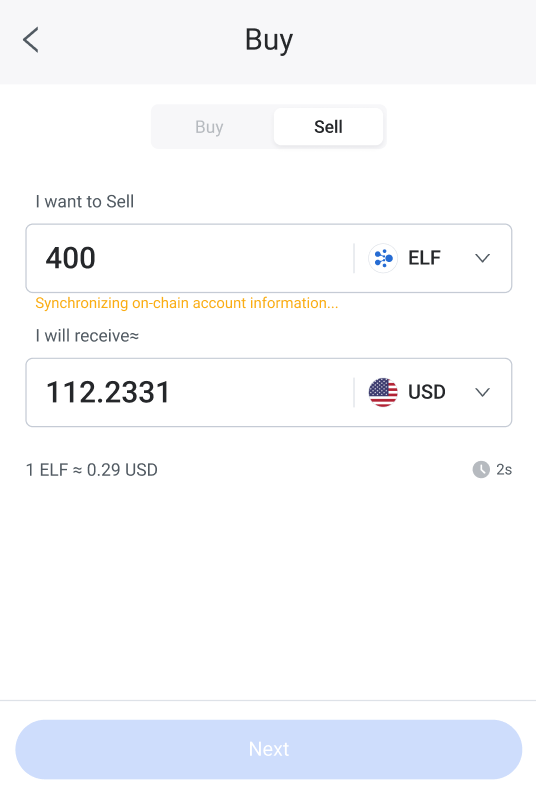 Buy
Buy Sell
I want to Sell
400 ELF
Synchronizing on-chain account information...
I will receive≈
112.2331 USD
1 ELF ≈ 0.29 USD 2s
Next